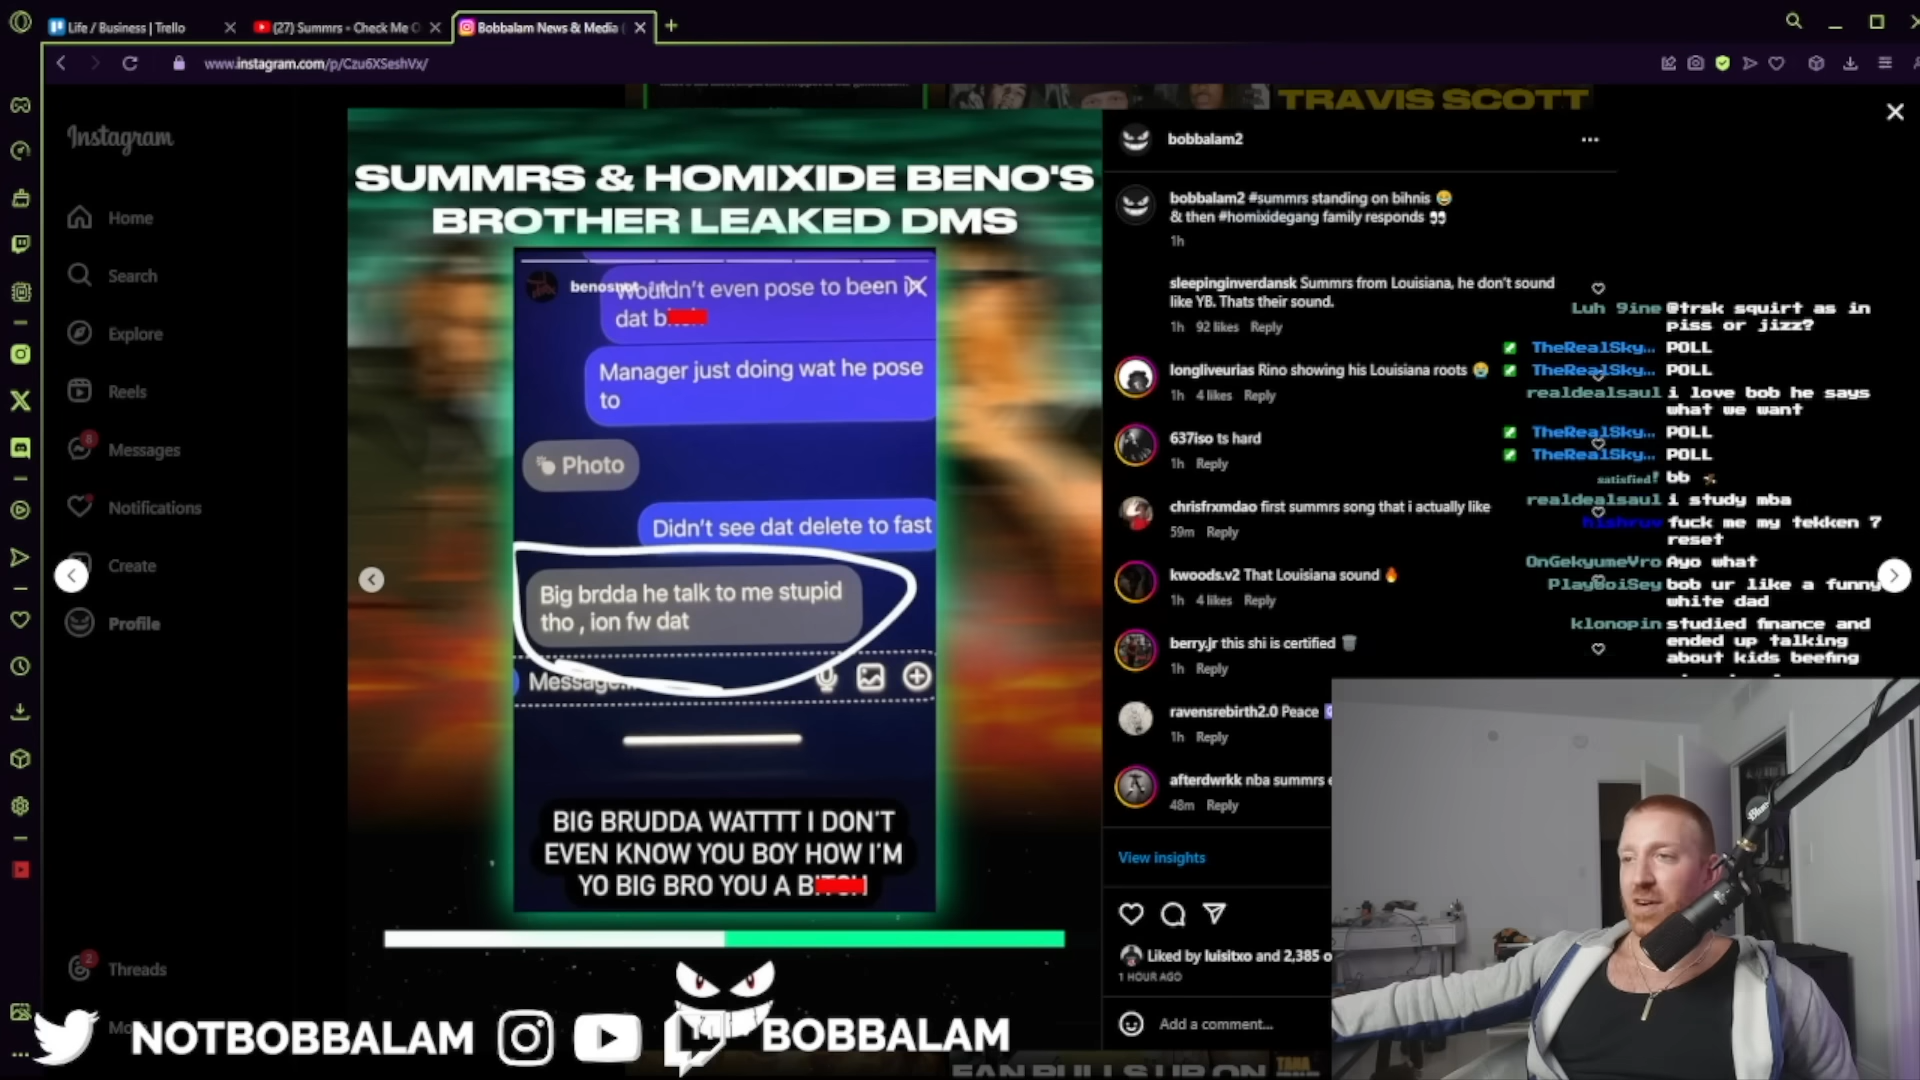 Life / Business | Trello
(27) Summrs - Check Me O
Bobbalam News & Media
www.instagram.com/p/Czu6XSeshVx/
Instagram
Home
Search
Explore
Reels
8
Messages
Notifications
Create
Profile
2
Threads
TRAVIS SCOTT
SUMMRS & HOMIXIDE BENO'S
BROTHER LEAKED DMS
Wouldn't even pose to been in
dat
Manager just doing wat he pose
to
Photo
Didn't see dat delete to fast
Big brdda he talk to me stupid
tho , ion fw dat
Message...
BIG BRUDDA WATTTT I DON'T
EVEN KNOW YOU BOY HOW I'M
YO BIG BRO YOU A
bobbalam2
bobbalam2 #summrs standing on bihnis 😂
& then #homixidegang family responds 👀
1h
sleepinginverdansk Summrs from Louisiana, he don't sound
like YB. Thats their sound.
1h 92 likes Reply
longliveurias Rino showing his Louisiana roots 😭
1h 4 likes Reply
637iso ts hard
1h Reply
chrisfrxmdao first summrs song that i actually like
59m Reply
kwoods.v2 That Louisiana sound 🔥
1h 4 likes Reply
berry.jr this shi is certified 🗑️
1h Reply
ravensrebirth2.0 Peace
1h Reply
afterdwrkk nba summrs
48m Reply
View insights
Liked by luisitxo and 2,385 o
1 HOUR AGO
Add a comment...
Luh 9ine @trsk squirt as in
piss or jizz?
TheRealSky... POLL
TheRealSky... POLL
realdealsaul i love bob he says
what we want
TheRealSky... POLL
TheRealSky... POLL
satisfied! bb
realdealsaul i study mba
fuck me my tekken 7
reset
OnGekyumeVro Ayo what
PlayboiSey bob ur like a funny
white dad
klonopin studied finance and
ended up talking
about kids beefing
NOTBOBBALAM
BOBBALAM